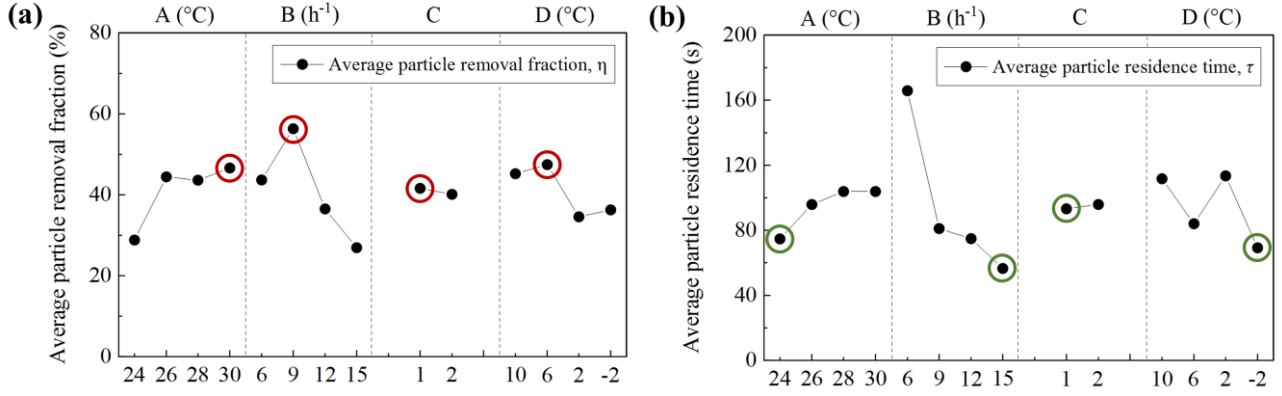 (a)
A (°C) B (h⁻¹) C D (°C)
Average particle removal fraction (%)
80
60
40
20
0
Average particle removal fraction, η
24 26 28 30 6 9 12 15 1 2 10 6 2 -2
(b)
A (°C) B (h⁻¹) C D (°C)
Average particle residence time (s)
200
160
120
80
40
0
Average particle residence time, τ
24 26 28 30 6 9 12 15 1 2 10 6 2 -2